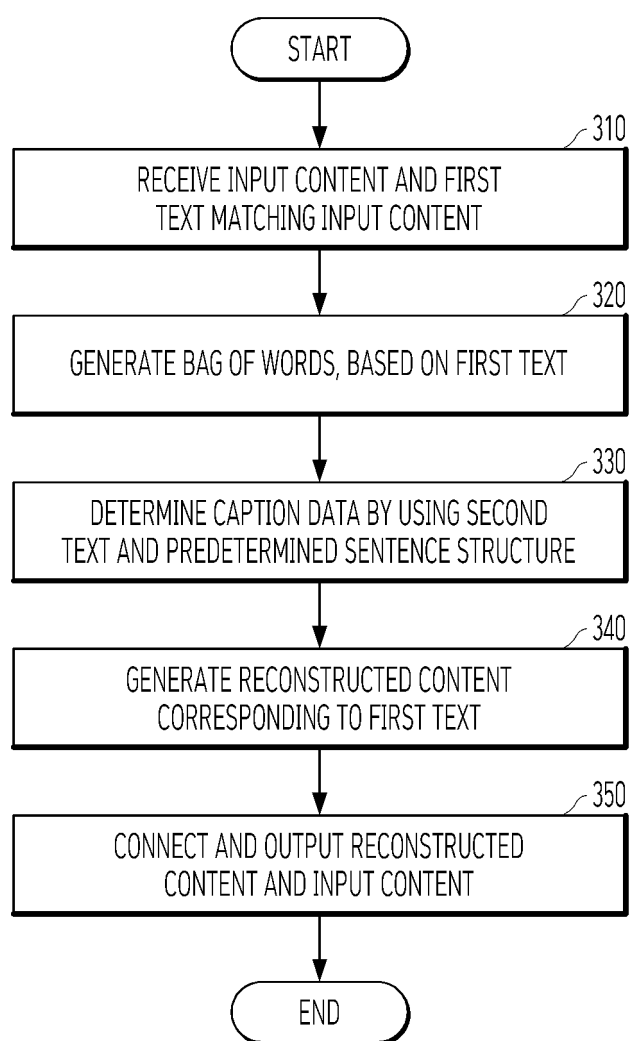 START
310
RECEIVE INPUT CONTENT AND FIRST
TEXT MATCHING INPUT CONTENT
320
GENERATE BAG OF WORDS, BASED ON FIRST TEXT
330
DETERMINE CAPTION DATA BY USING SECOND
TEXT AND PREDETERMINED SENTENCE STRUCTURE
340
GENERATE RECONSTRUCTED CONTENT
CORRESPONDING TO FIRST TEXT
350
CONNECT AND OUTPUT RECONSTRUCTED
CONTENT AND INPUT CONTENT
END